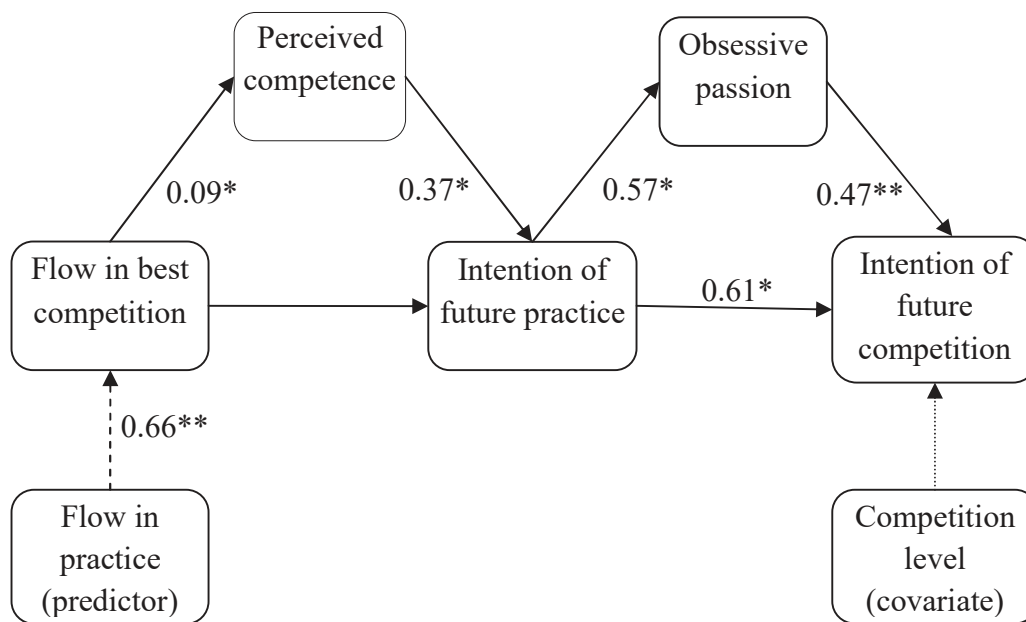 Perceived
competence
Obsessive
passion
0.09*
0.37*
0.57*
0.47**
Flow in best
competition
Intention of
future practice
0.61*
Intention of
future
competition
0.66**
Flow in
practice
(predictor)
Competition
level
(covariate)